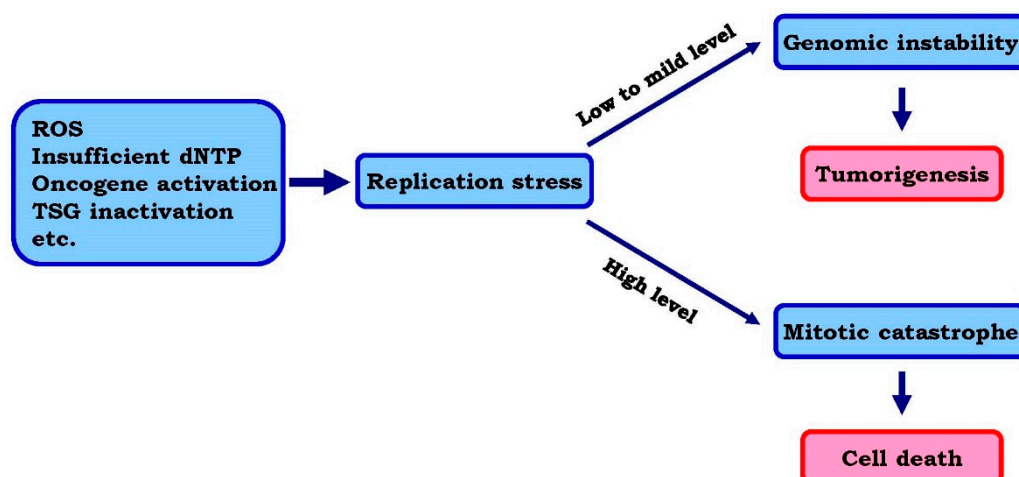 ROS
Insufficient dNTP
Oncogene activation
TSG inactivation
etc.
Replication stress
Low to mild level
Genomic instability
Tumorigenesis
High level
Mitotic catastrophe
Cell death